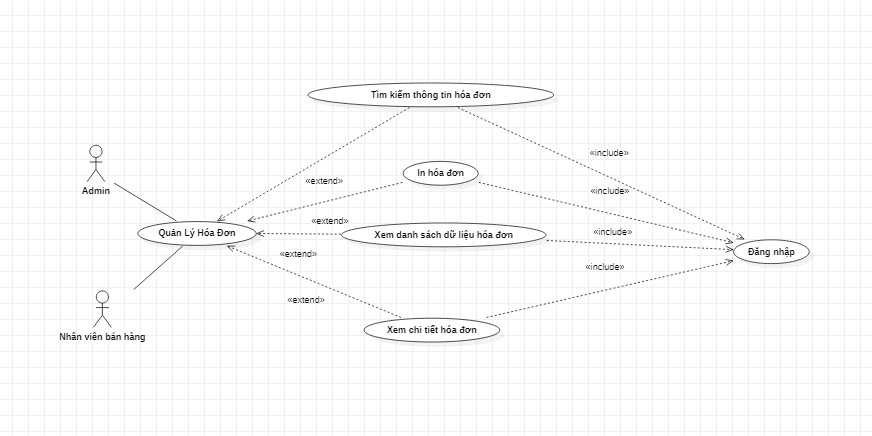 Tìm kiếm thông tin hóa đơn
«include»
In hóa đơn
«extend»
«include»
Admin
«extend»
Quản Lý Hóa Đơn
Xem danh sách dữ liệu hóa đơn
«include»
«extend»
Đăng nhập
«include»
«extend»
Xem chi tiết hóa đơn
Nhân viên bán hàng